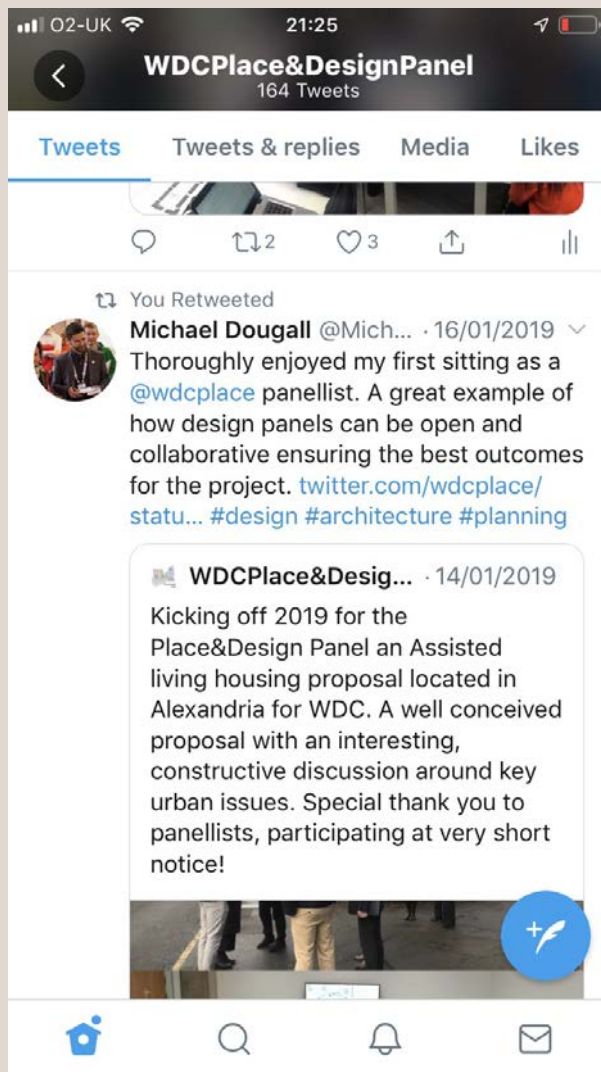 O2-UK 21:25
WDCPlace&DesignPanel
164 Tweets
Tweets Tweets & replies Media Likes
2 3
You Retweeted
Michael Dougall @Mich... · 16/01/2019
Thoroughly enjoyed my first sitting as a
@wdcplace panellist. A great example of
how design panels can be open and
collaborative ensuring the best outcomes
for the project. twitter.com/wdcplace/
statu... #design #architecture #planning
WDCPlace&Desig... · 14/01/2019
Kicking off 2019 for the
Place&Design Panel an Assisted
living housing proposal located in
Alexandria for WDC. A well conceived
proposal with an interesting,
constructive discussion around key
urban issues. Special thank you to
panellists, participating at very short
notice!